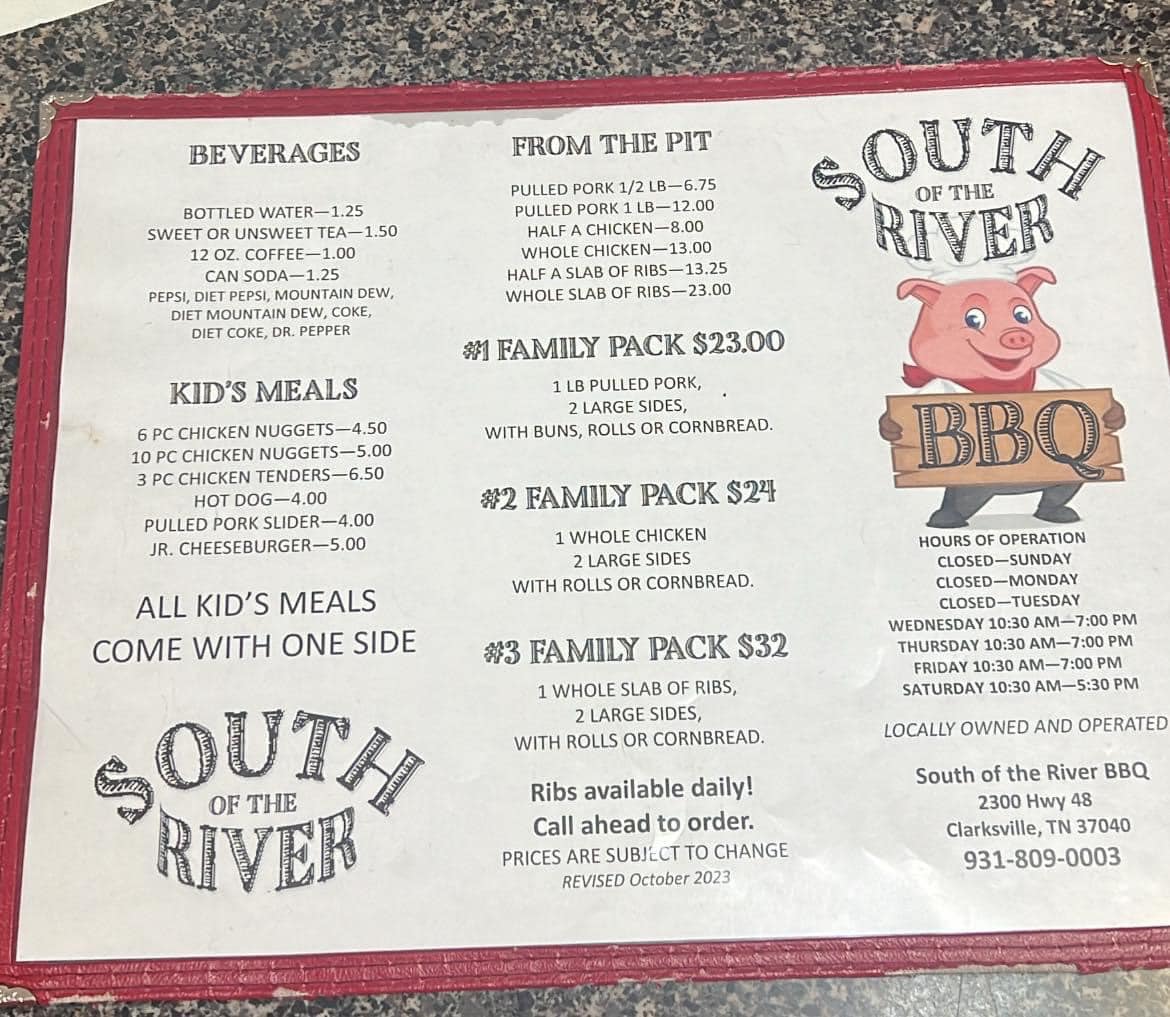 BEVERAGES
BOTTLED WATER—1.25
SWEET OR UNSWEET TEA—1.50
12 OZ. COFFEE—1.00
CAN SODA—1.25
PEPSI, DIET PEPSI, MOUNTAIN DEW,
DIET MOUNTAIN DEW, COKE,
DIET COKE, DR. PEPPER
KID'S MEALS
6 PC CHICKEN NUGGETS—4.50
10 PC CHICKEN NUGGETS—5.00
3 PC CHICKEN TENDERS—6.50
HOT DOG—4.00
PULLED PORK SLIDER—4.00
JR. CHEESEBURGER—5.00
ALL KID'S MEALS
COME WITH ONE SIDE
SOUTH
OF THE
RIVER
FROM THE PIT
PULLED PORK 1/2 LB—6.75
PULLED PORK 1 LB—12.00
HALF A CHICKEN—8.00
WHOLE CHICKEN—13.00
HALF A SLAB OF RIBS—13.25
WHOLE SLAB OF RIBS—23.00
#1 FAMILY PACK $23.00
1 LB PULLED PORK,
2 LARGE SIDES,
WITH BUNS, ROLLS OR CORNBREAD.
#2 FAMILY PACK $24
1 WHOLE CHICKEN
2 LARGE SIDES
WITH ROLLS OR CORNBREAD.
#3 FAMILY PACK $32
1 WHOLE SLAB OF RIBS,
2 LARGE SIDES,
WITH ROLLS OR CORNBREAD.
Ribs available daily!
Call ahead to order.
PRICES ARE SUBJECT TO CHANGE
REVISED October 2023
SOUTH
OF THE
RIVER
BBQ
HOURS OF OPERATION
CLOSED—SUNDAY
CLOSED—MONDAY
CLOSED—TUESDAY
WEDNESDAY 10:30 AM—7:00 PM
THURSDAY 10:30 AM—7:00 PM
FRIDAY 10:30 AM—7:00 PM
SATURDAY 10:30 AM—5:30 PM
LOCALLY OWNED AND OPERATED
South of the River BBQ
2300 Hwy 48
Clarksville, TN 37040
931-809-0003